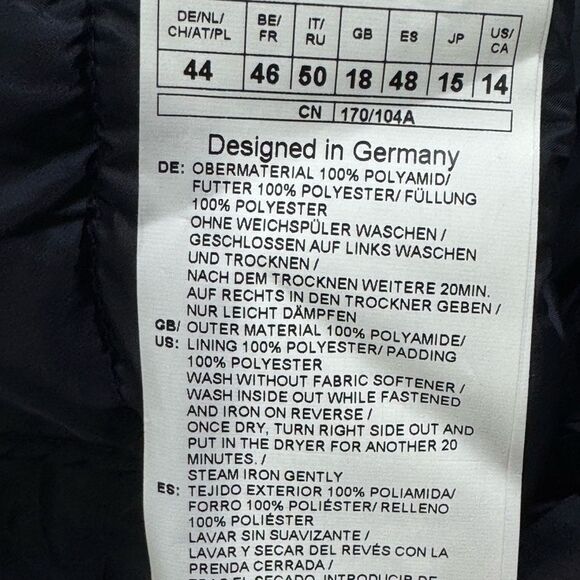 DE/NL/ CH/AT/PL BE/ FR IT/ RU GB ES JP US/ CA
44 46 50 18 48 15 14
CN 170/104A
Designed in Germany
DE: OBERMATERIAL 100% POLYAMID/
FUTTER 100% POLYESTER/ FÜLLUNG
100% POLYESTER
OHNE WEICHSPÜLER WASCHEN /
GESCHLOSSEN AUF LINKS WASCHEN
UND TROCKNEN /
NACH DEM TROCKNEN WEITERE 20MIN.
AUF RECHTS IN DEN TROCKNER GEBEN /
NUR LEICHT DÄMPFEN
GB/ OUTER MATERIAL 100% POLYAMIDE/
US: LINING 100% POLYESTER/ PADDING
100% POLYESTER
WASH WITHOUT FABRIC SOFTENER /
WASH INSIDE OUT WHILE FASTENED
AND IRON ON REVERSE /
ONCE DRY, TURN RIGHT SIDE OUT AND
PUT IN THE DRYER FOR ANOTHER 20
MINUTES. /
STEAM IRON GENTLY
ES: TEJIDO EXTERIOR 100% POLIAMIDA/
FORRO 100% POLIÉSTER/ RELLENO
100% POLIÉSTER
LAVAR SIN SUAVIZANTE /
LAVAR Y SECAR DEL REVÉS CON LA
PRENDA CERRADA /
TRAS EL SECADO, INTRODUCIR DE